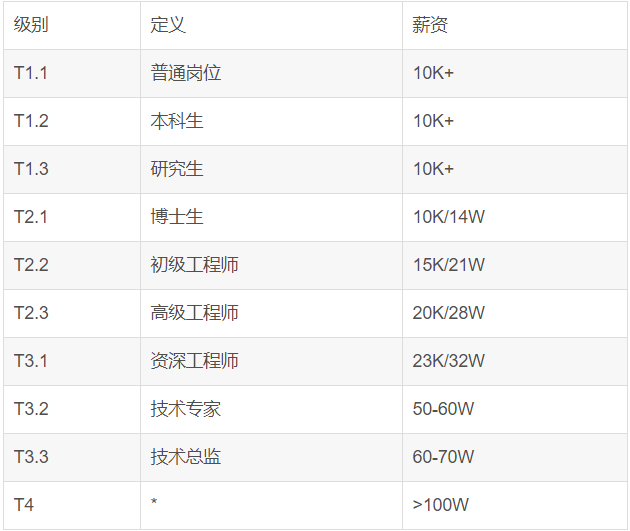 级别 定义 薪资
T1.1 普通岗位 10K+
T1.2 本科生 10K+
T1.3 研究生 10K+
T2.1 博士生 10K/14W
T2.2 初级工程师 15K/21W
T2.3 高级工程师 20K/28W
T3.1 资深工程师 23K/32W
T3.2 技术专家 50-60W
T3.3 技术总监 60-70W
T4 * >100W